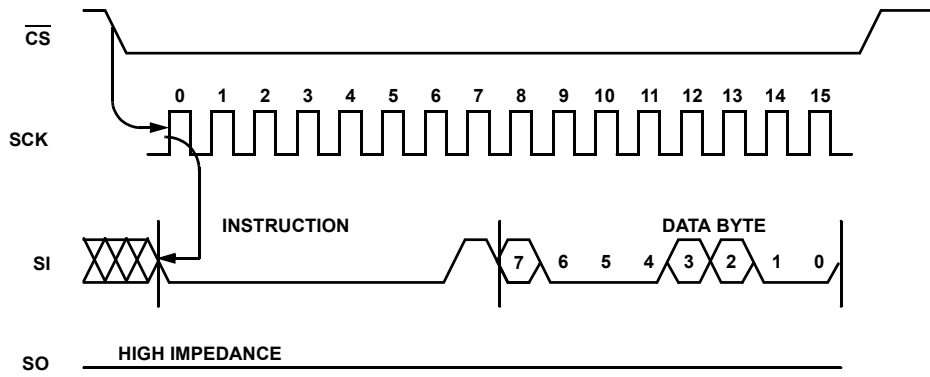 CS
0 1 2 3 4 5 6 7 8 9 10 11 12 13 14 15
SCK
INSTRUCTION DATA BYTE
SI 7 6 5 4 3 2 1 0
HIGH IMPEDANCE
SO